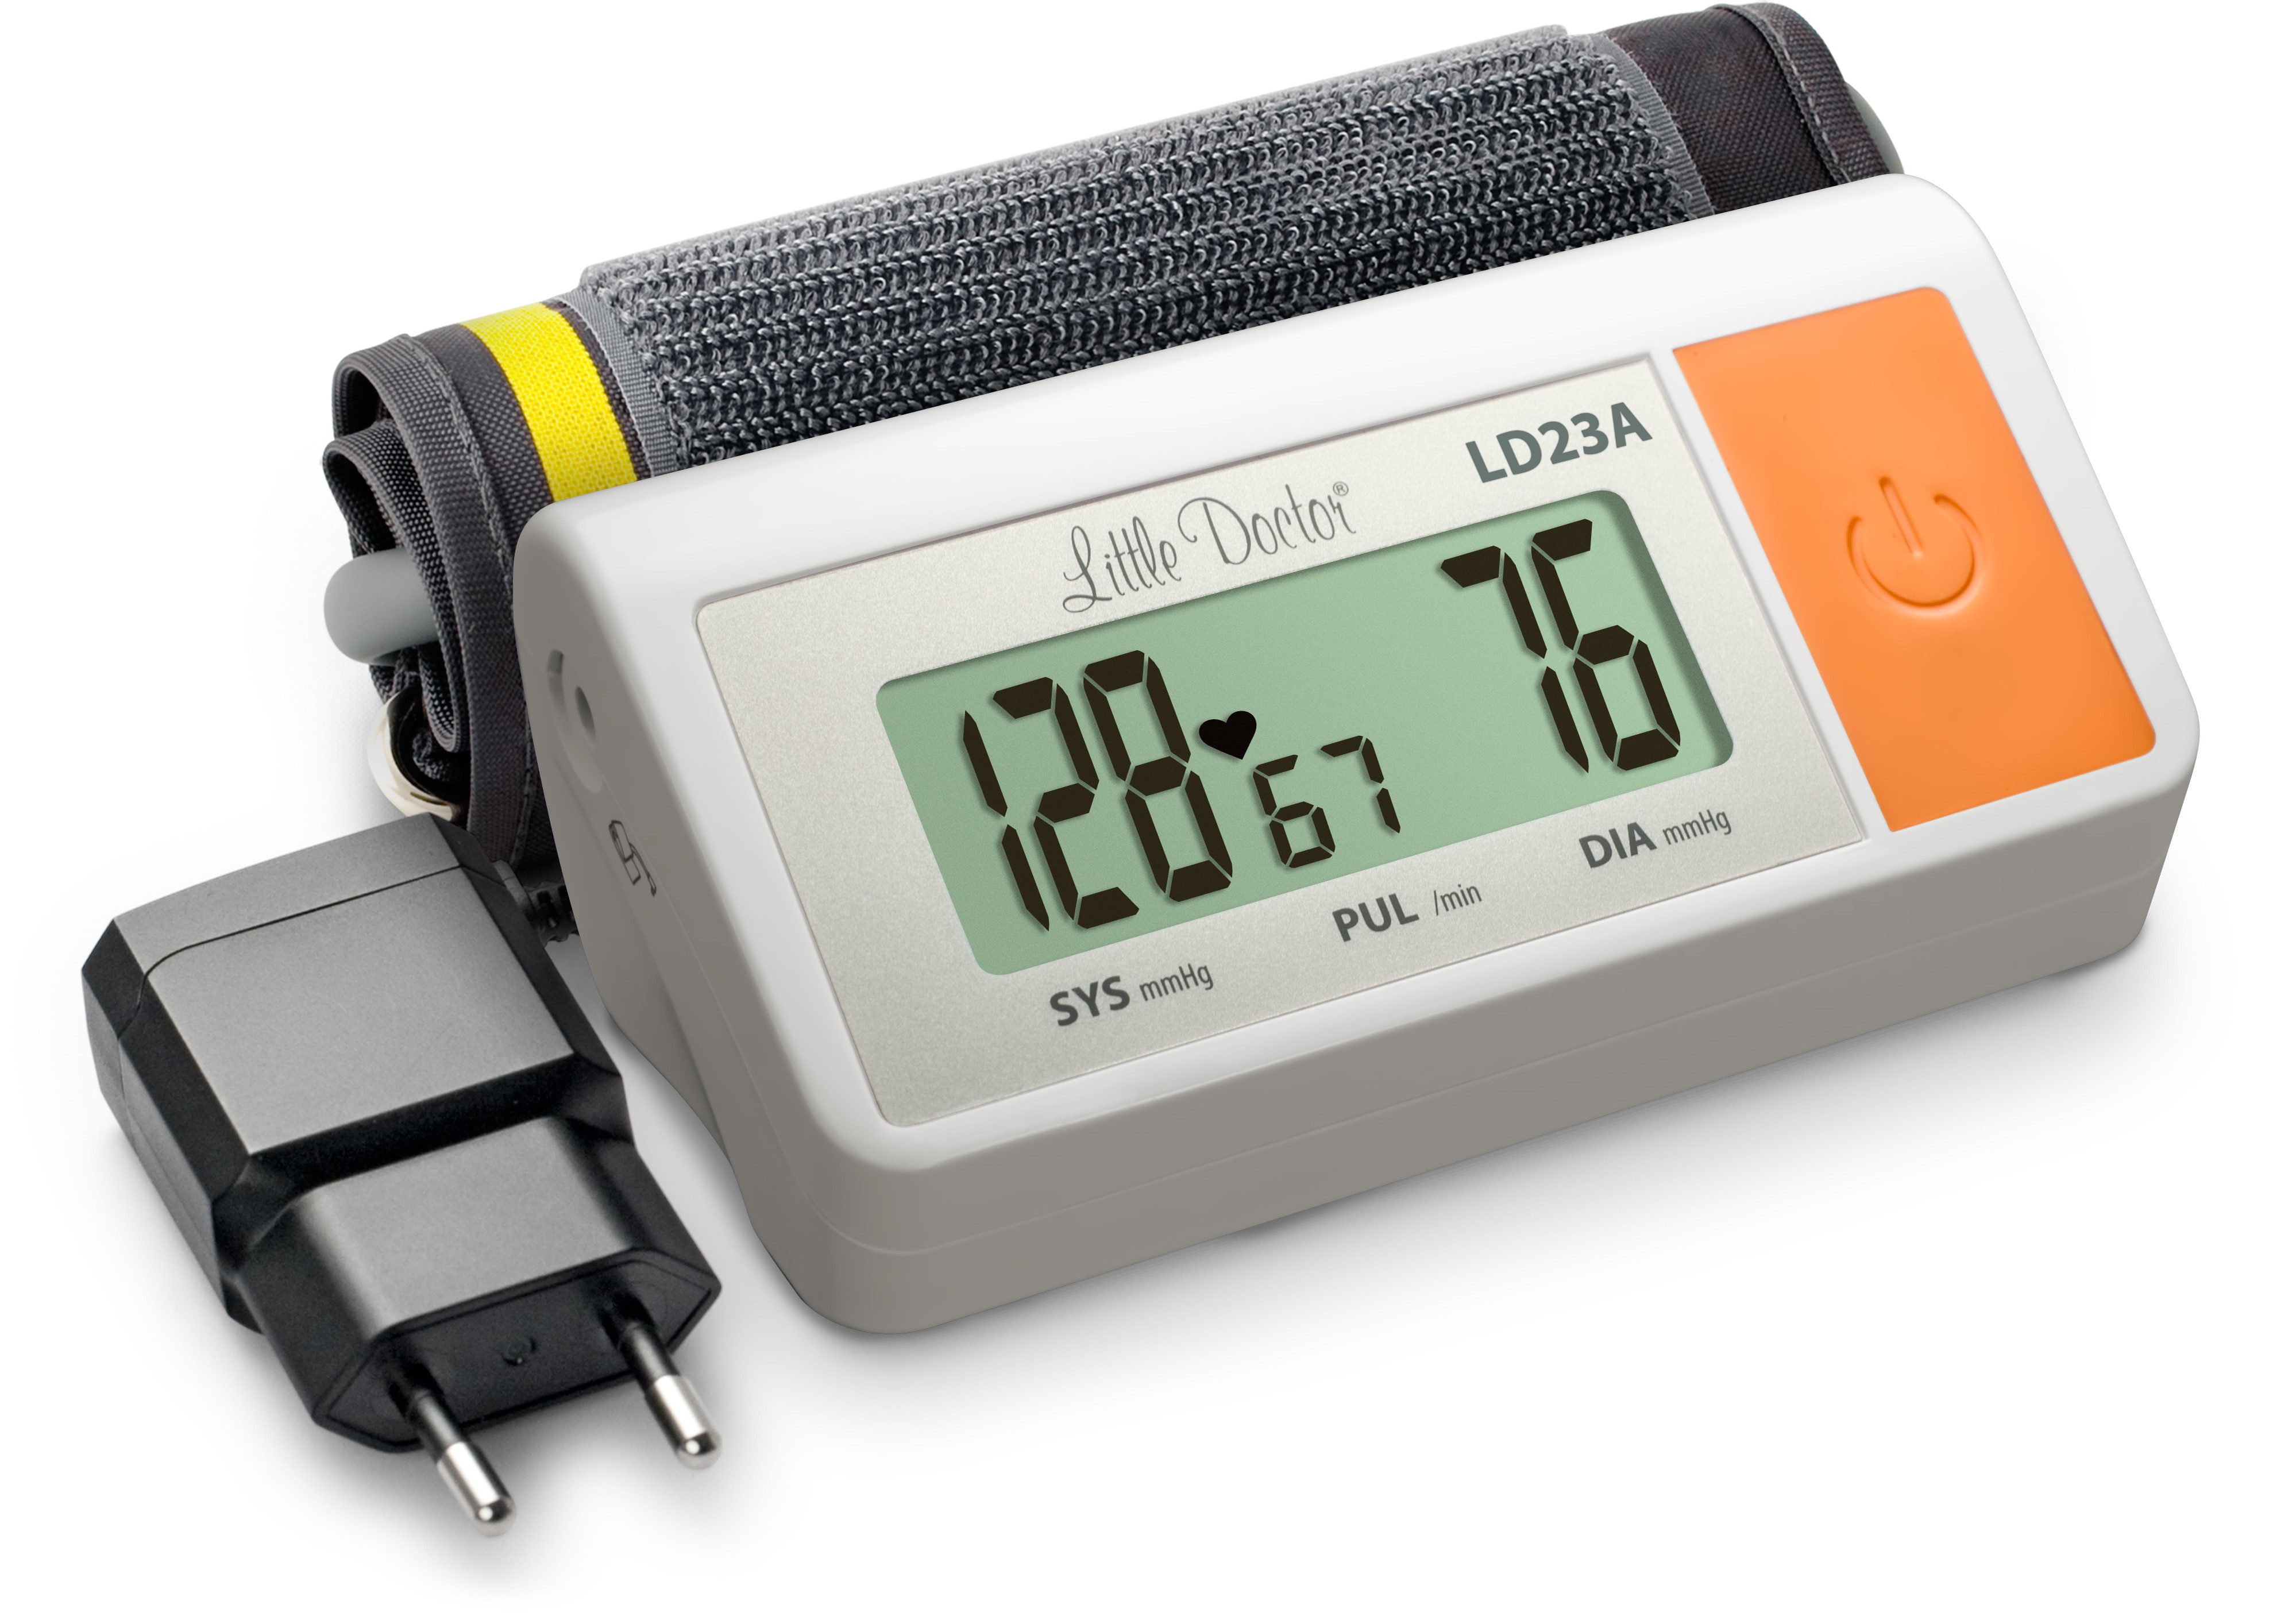 LD23A
Little Doctor®
128 67 76
SYS mmHg
PUL /min
DIA mmHg